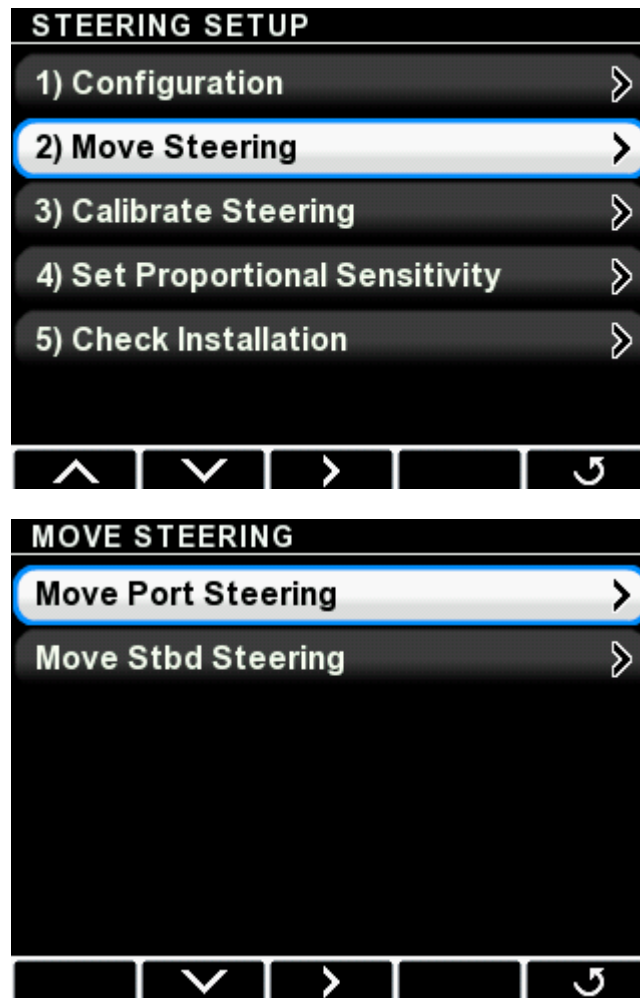 STEERING SETUP
1) Configuration
2) Move Steering
3) Calibrate Steering
4) Set Proportional Sensitivity
5) Check Installation
MOVE STEERING
Move Port Steering
Move Stbd Steering